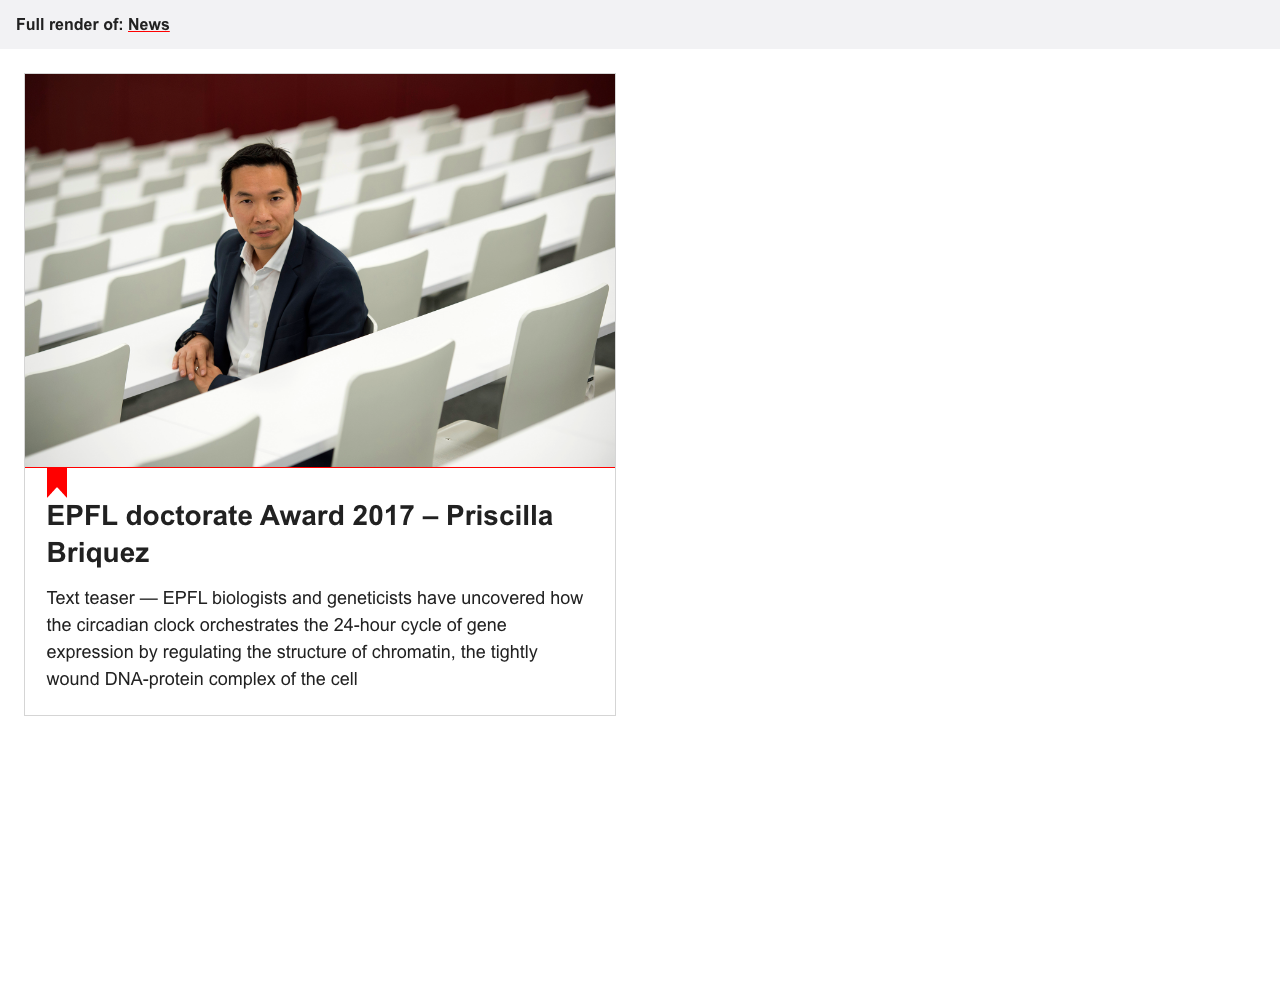 Full render of: News
EPFL doctorate Award 2017 – Priscilla
Briquez
Text teaser — EPFL biologists and geneticists have uncovered how
the circadian clock orchestrates the 24-hour cycle of gene
expression by regulating the structure of chromatin, the tightly
wound DNA-protein complex of the cell